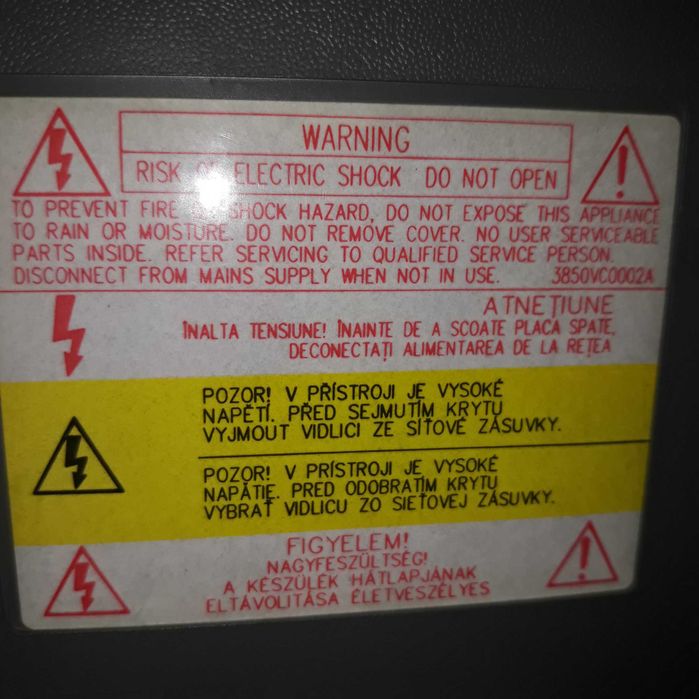 WARNING
RISK OF ELECTRIC SHOCK DO NOT OPEN
TO PREVENT FIRE OR SHOCK HAZARD, DO NOT EXPOSE THIS APPLIANCE
TO RAIN OR MOISTURE. DO NOT REMOVE COVER. NO USER SERVICEABLE
PARTS INSIDE. REFER SERVICING TO QUALIFIED SERVICE PERSON.
DISCONNECT FROM MAINS SUPPLY WHEN NOT IN USE. 3850VC0002A
ATNEȚIUNE
ÎNALTA TENSIUNE! ÎNAINTE DE A SCOATE PLACA SPATE,
DECONECTAȚI ALIMENTAREA DE LA REȚEA
POZOR! V PŘÍSTROJI JE VYSOKÉ
NAPĚTÍ. PŘED SEJMUTÍM KRYTU
VYJMOUT VIDLICI ZE SÍŤOVÉ ZÁSUVKY.
POZOR! V PRÍSTROJI JE VYSOKÉ
NAPÄTIE. PRED ODOBRATÍM KRYTU
VYBRAŤ VIDLICU ZO SIEŤOVEJ ZÁSUVKY.
FIGYELEM!
NAGYFESZÜLTSÉG!
A KÉSZÜLÉK HÁTLAPJÁNAK
ELTÁVOLITÁSA ÉLETVESZÉLYES